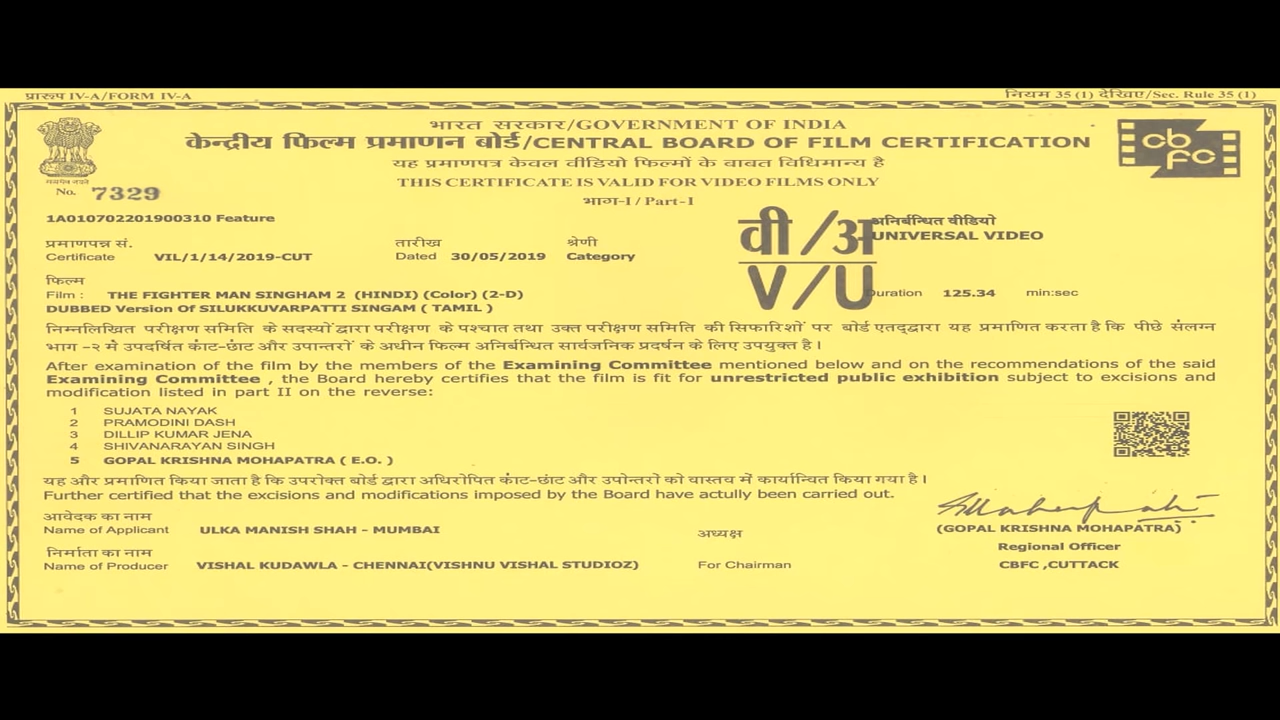 प्रारूप IV-A/FORM IV-A
नियम 35 (1) देखिए/Sec. Rule 35 (1)
भारत सरकार/GOVERNMENT OF INDIA
केन्द्रीय फिल्म प्रमाणन बोर्ड/CENTRAL BOARD OF FILM CERTIFICATION
cb
fc
यह प्रमाणपत्र केवल वीडियो फिल्मों के वावत विधिमान्य है
सत्यमेव जयते
THIS CERTIFICATE IS VALID FOR VIDEO FILMS ONLY
No. 7329
भाग-I / Part-I
1A010702201900310 Feature
वी/अ अनिर्बन्धित वीडियो
UNIVERSAL VIDEO
प्रमाणपन्न सं. तारीख श्रेणी
Certificate VIL/1/14/2019-CUT Dated 30/05/2019 Category
V/U
फिल्म
Film : THE FIGHTER MAN SINGHAM 2 (HINDI) (Color) (2-D) Duration 125.34 min:sec
DUBBED Version Of SILUKKUVARPATTI SINGAM ( TAMIL )
निम्नलिखित परीक्षण समिति के सदस्यों द्वारा परीक्षण के पश्चात तथा उक्त परीक्षण समिति की सिफारिशों पर बोर्ड एतद्द्वारा यह प्रमाणित करता है कि पीछे संलग्न
भाग -२ में उपदर्षित कांट-छांट और उपान्तरों के अधीन फिल्म अनिर्बन्धित सार्वजनिक प्रदर्षन के लिए उपयुक्त है।
After examination of the film by the members of the Examining Committee mentioned below and on the recommendations of the said
Examining Committee , the Board hereby certifies that the film is fit for unrestricted public exhibition subject to excisions and
modification listed in part II on the reverse:
1 SUJATA NAYAK
2 PRAMODINI DASH
3 DILLIP KUMAR JENA
4 SHIVANARAYAN SINGH
5 GOPAL KRISHNA MOHAPATRA ( E.O. )
यह और प्रमाणित किया जाता है कि उपरोक्त बोर्ड द्वारा अधिरोपित कांट-छांट और उपोन्तरों को वास्तव में कार्यान्वित किया गया है।
Further certified that the excisions and modifications imposed by the Board have actully been carried out.
आवेदक का नाम
Name of Applicant ULKA MANISH SHAH - MUMBAI
अध्यक्ष
(GOPAL KRISHNA MOHAPATRA)
Regional Officer
निर्माता का नाम
Name of Producer VISHAL KUDAWLA - CHENNAI(VISHNU VISHAL STUDIOZ) For Chairman CBFC ,CUTTACK